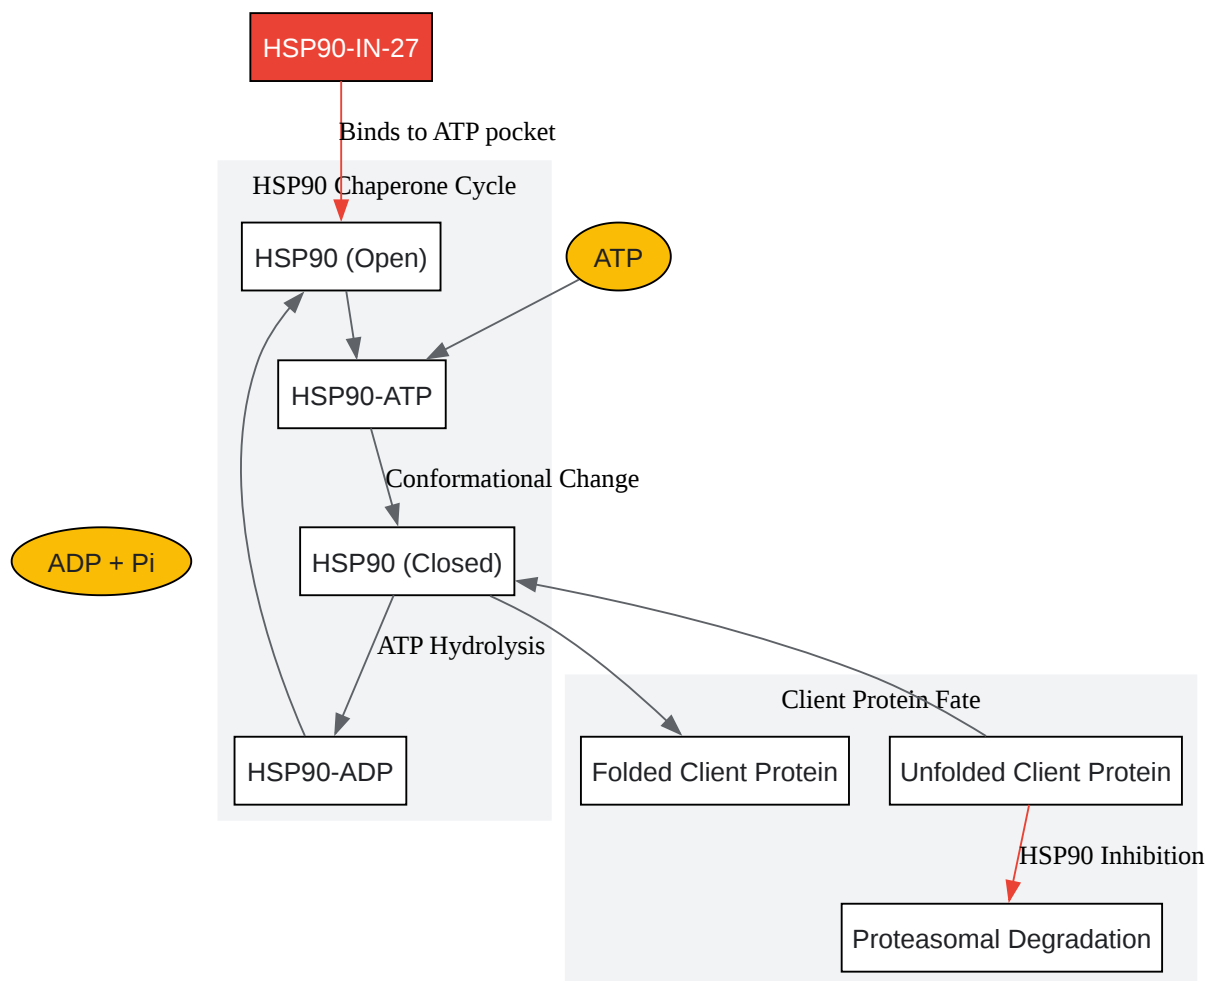 HSP90-IN-27
Binds to ATP pocket
HSP90 Chaperone Cycle
HSP90 (Open)
ATP
HSP90-ATP
Conformational Change
ADP + Pi
HSP90 (Closed)
ATP Hydrolysis
Client Protein Fate
HSP90-ADP
Folded Client Protein
Unfolded Client Protein
HSP90 Inhibition
Proteasomal Degradation